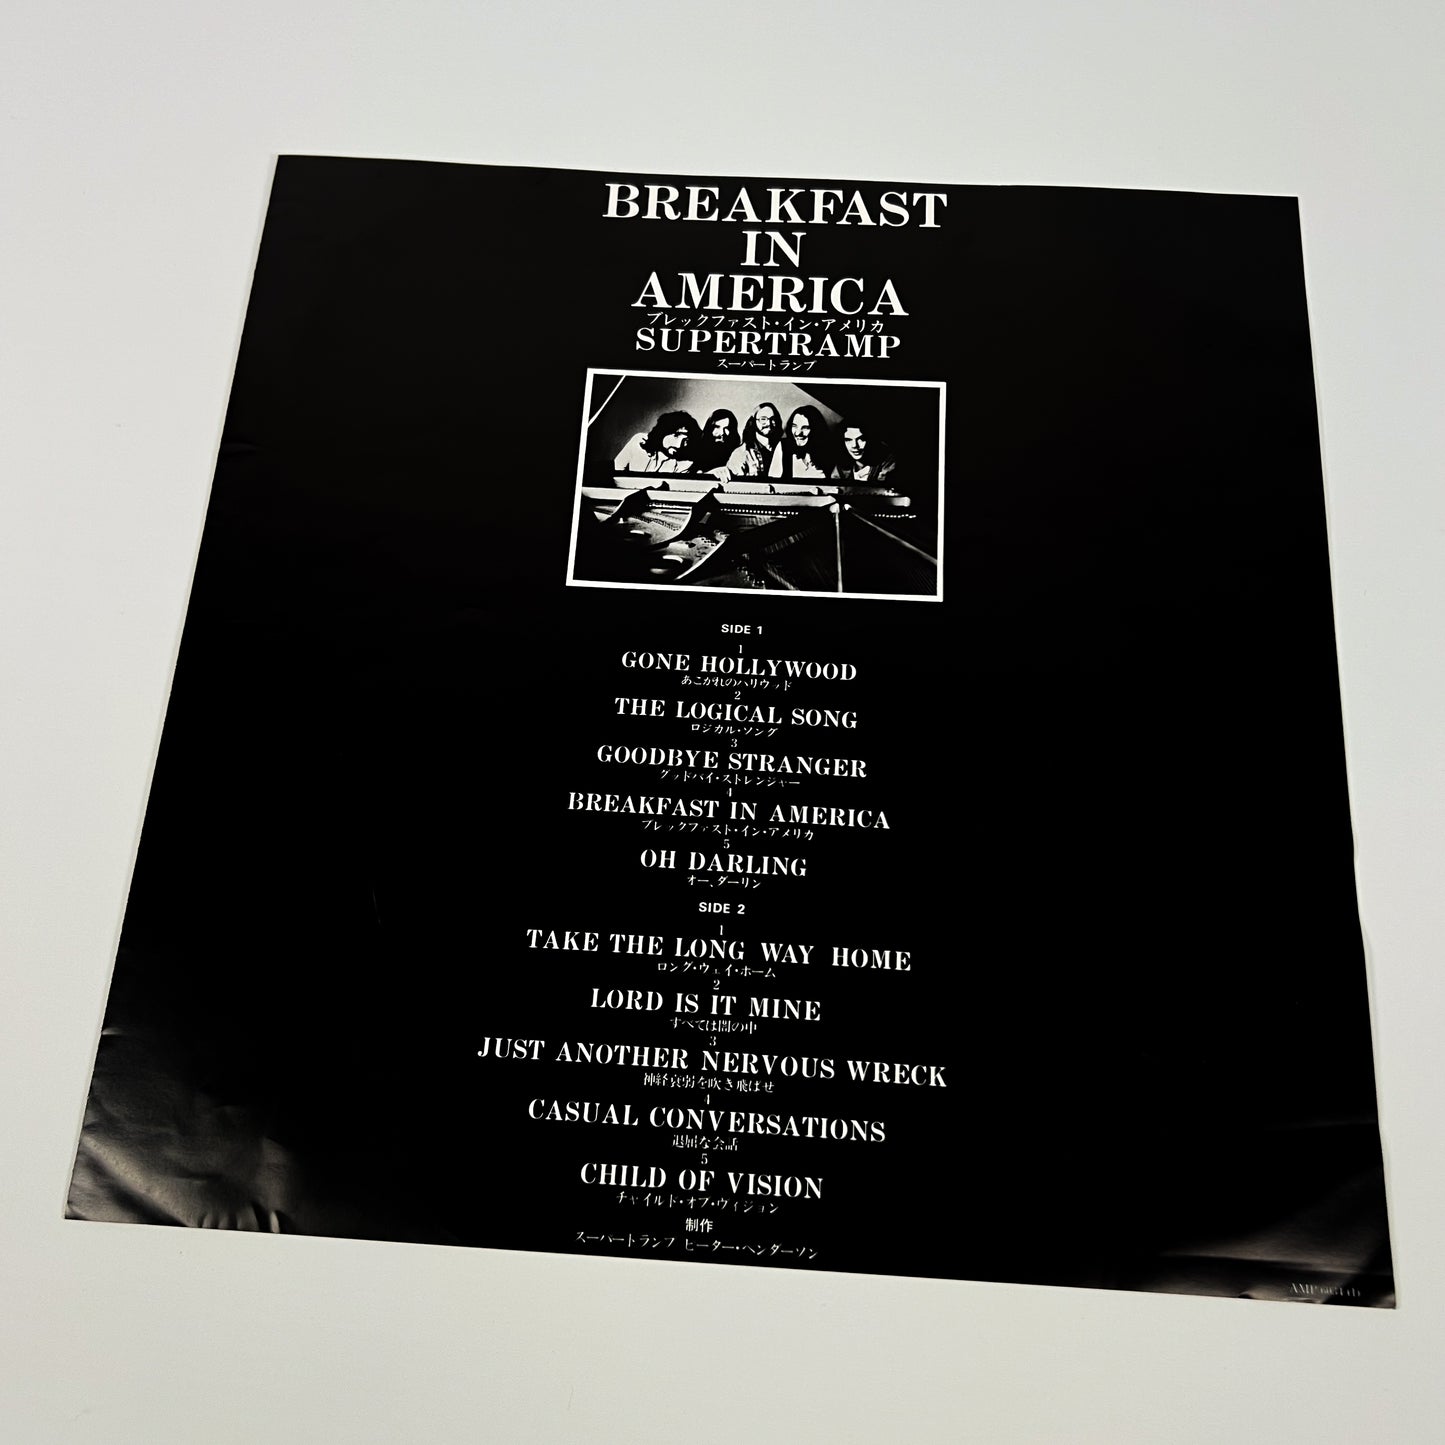 BREAKFAST
IN
AMERICA
ブレックファスト・イン・アメリカ
SUPERTRAMP
スーパートランプ
SIDE 1
1
GONE HOLLYWOOD
あこがれのハリウッド
2
THE LOGICAL SONG
ロジカル・ソング
3
GOODBYE STRANGER
グッドバイ・ストレンジャー
4
BREAKFAST IN AMERICA
ブレックファスト・イン・アメリカ
5
OH DARLING
オー、ダーリン
SIDE 2
1
TAKE THE LONG WAY HOME
ロング・ウェイ・ホーム
2
LORD IS IT MINE
すべては闇の中
3
JUST ANOTHER NERVOUS WRECK
神経衰弱を吹き飛ばせ
4
CASUAL CONVERSATIONS
退屈な会話
5
CHILD OF VISION
チャイルド・オブ・ヴィジョン
制作
スーパートランプ ピーター・ヘンダーソン